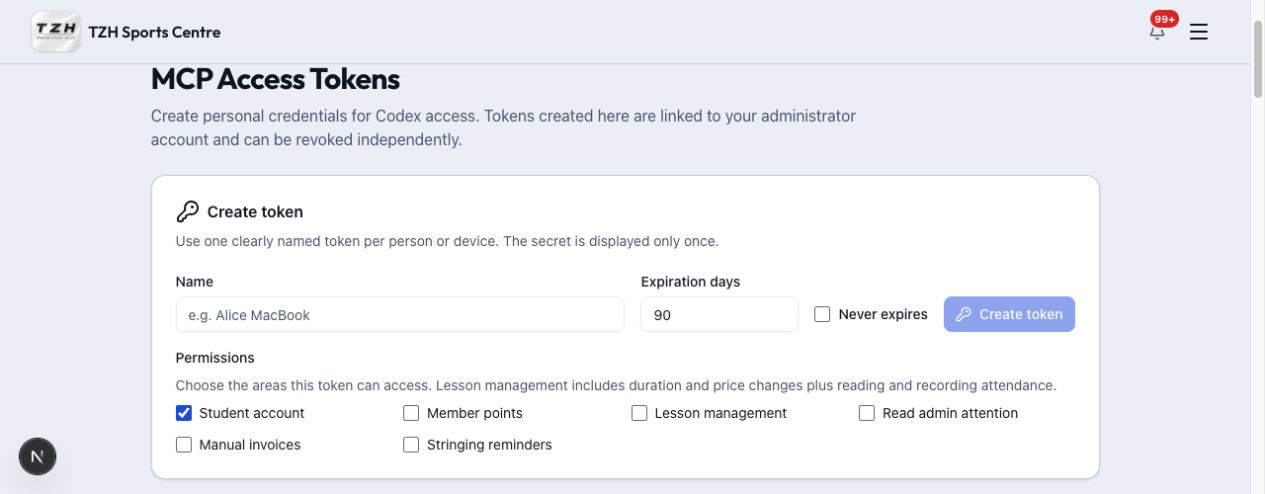 TZH
TZH Sports Centre
99+
MCP Access Tokens
Create personal credentials for Codex access. Tokens created here are linked to your administrator
account and can be revoked independently.
Create token
Use one clearly named token per person or device. The secret is displayed only once.
Name
Expiration days
e.g. Alice MacBook
90
Never expires
Create token
Permissions
Choose the areas this token can access. Lesson management includes duration and price changes plus reading and recording attendance.
Student account
Member points
Lesson management
Read admin attention
Manual invoices
Stringing reminders
N